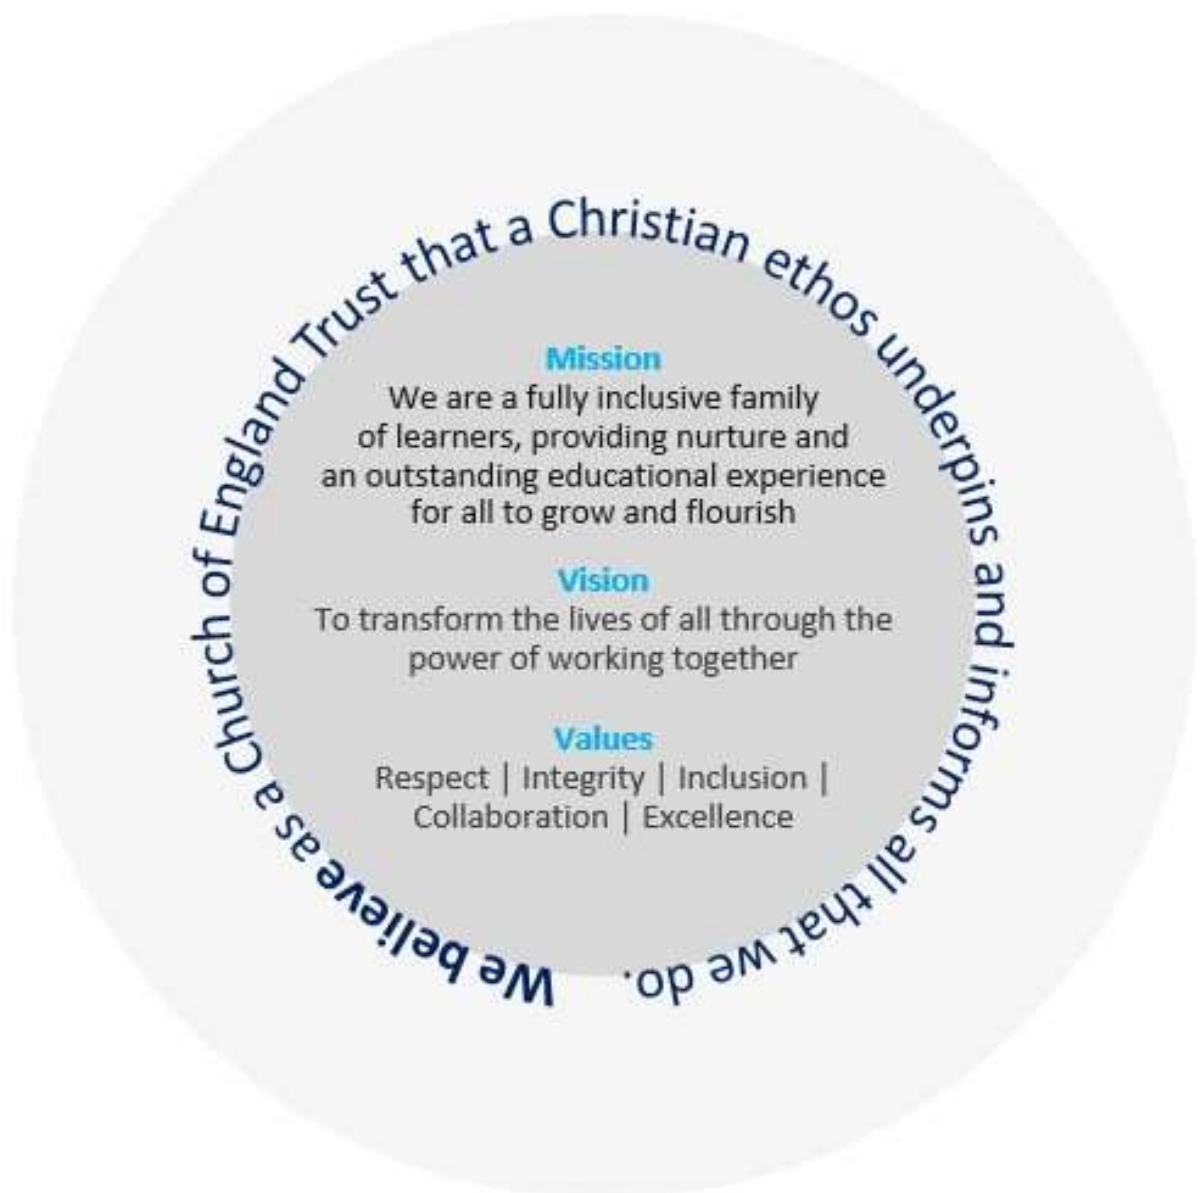 We believe as a Church of England Trust that a Christian ethos underpins and informs all that we do.
Mission
We are a fully inclusive family
of learners, providing nurture and
an outstanding educational experience
for all to grow and flourish
Vision
To transform the lives of all through the
power of working together
Values
Respect | Integrity | Inclusion |
Collaboration | Excellence